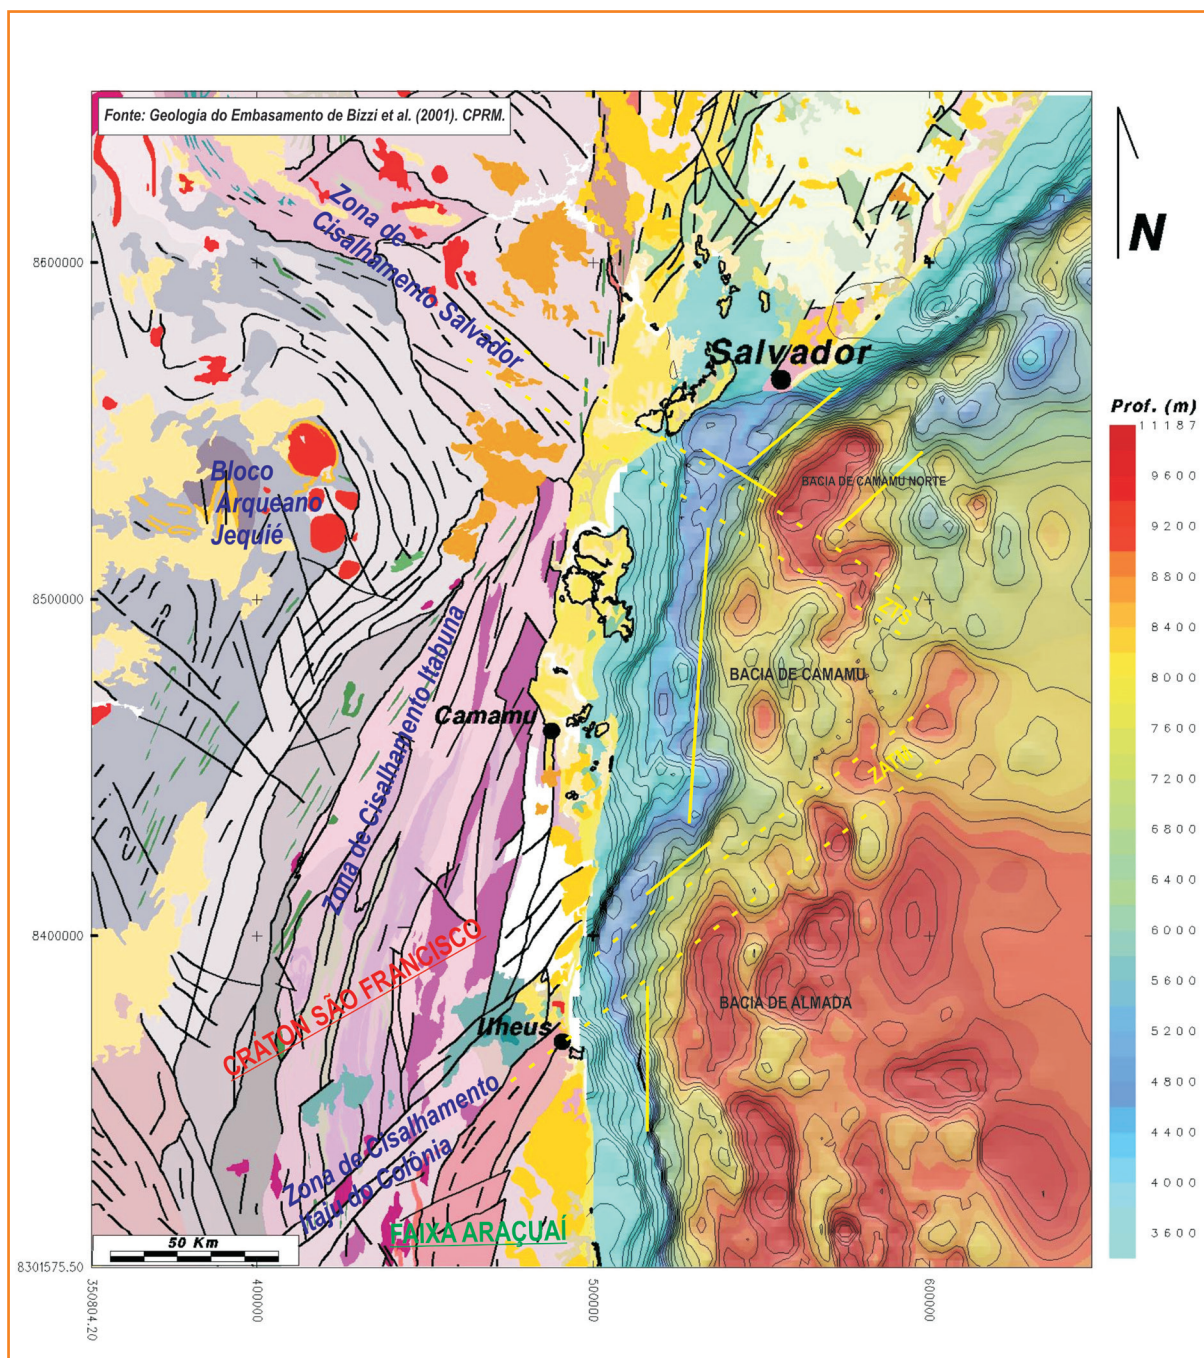 Fonte: Geologia do Embasamento de Bizzi et al. (2001). CPRM.
N
8600000
Zona de
Cisalhamento Salvador
Salvador
Prof. (m)
11187
9600
9200
8800
8400
8000
7600
7200
6800
6400
6000
5600
5200
4800
4400
4000
3600
Bloco
Arqueano
Jequié
BACIA DE CAMAMU NORTE
8500000
ZTS
Zona de Cisalhamento Itabuna
BACIA DE CAMAMU
Camamu
ZATM
8400000
CRÁTON SÃO FRANCISCO
BACIA DE ALMADA
Ilheus
Zona de Cisalhamento
Itaju do Colônia
FAIXA ARAÇUAÍ
50 Km
8301575.50
350804.20
400000
500000
600000